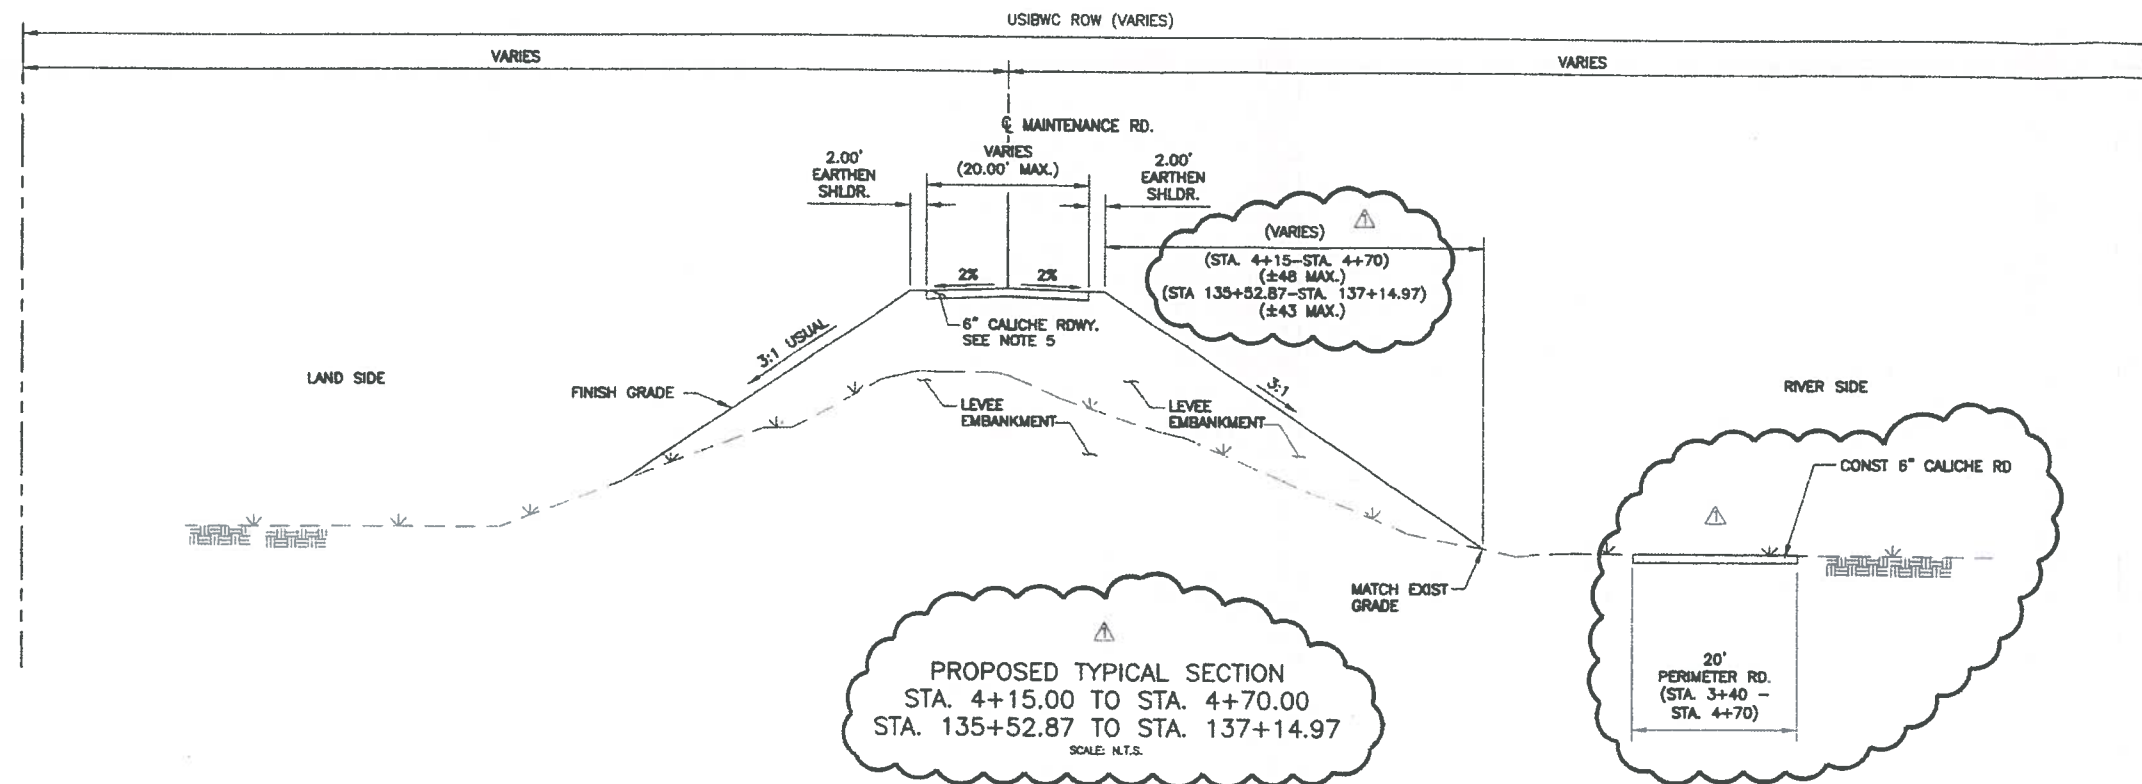 USIBWC ROW (VARIES)
VARIES
VARIES
℄ MAINTENANCE RD.
2.00'
EARTHEN
SHLDR.
VARIES
(20.00' MAX.)
2.00'
EARTHEN
SHLDR.
1
(VARIES)
(STA. 4+15-STA. 4+70)
(±48 MAX.)
(STA 135+52.87-STA. 137+14.97)
(±43 MAX.)
2%
2%
6" CALICHE RDWY.
SEE NOTE 5
3:1 USUAL
LAND SIDE
FINISH GRADE
LEVEE
EMBANKMENT
LEVEE
EMBANKMENT
3:1
RIVER SIDE
CONST 6" CALICHE RD
1
MATCH EXIST
GRADE
20'
PERIMETER RD.
(STA. 3+40 -
STA. 4+70)
1
PROPOSED TYPICAL SECTION
STA. 4+15.00 TO STA. 4+70.00
STA. 135+52.87 TO STA. 137+14.97
SCALE: N.T.S.